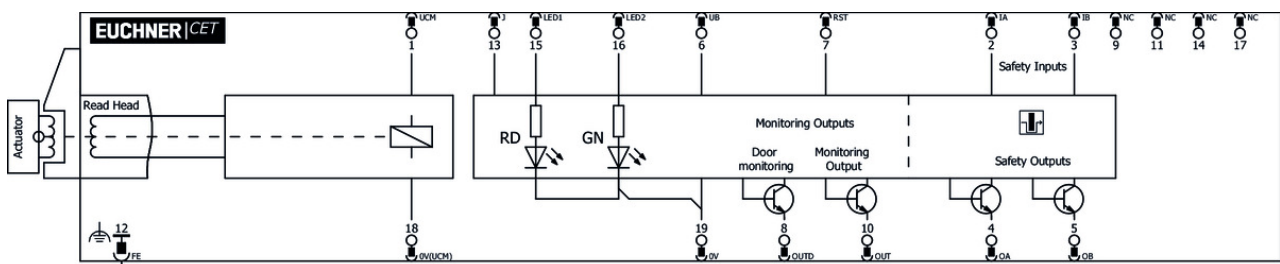 EUCHNER CET
UCM J LED1 LED2 UB RST IA IB NC NC NC NC
1 13 15 16 6 7 2 3 9 11 14 17
Safety Inputs
Read Head
Actuator
RD GN
Monitoring Outputs
Door monitoring
Monitoring Output
Safety Outputs
12 18 19 8 10 4 5
FE 0V(UCM) 0V OUTD OUT OA OB